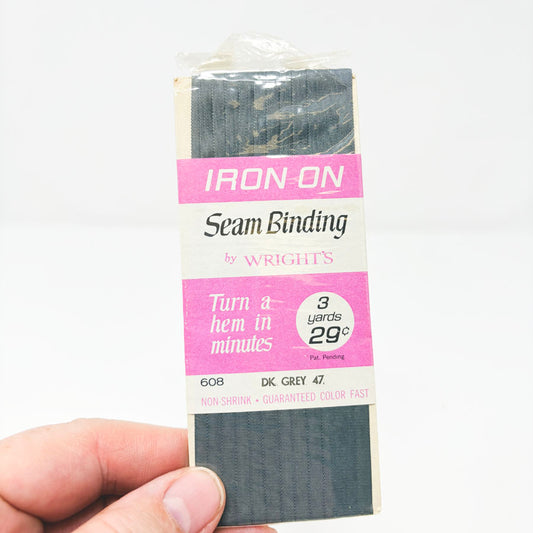 IRON-ON
Seam Binding
by WRIGHT'S
Turn a
hem in
minutes
3
yards
29¢
Pat. Pending
608 DK. GREY 47.
NON-SHRINK • GUARANTEED COLOR FAST